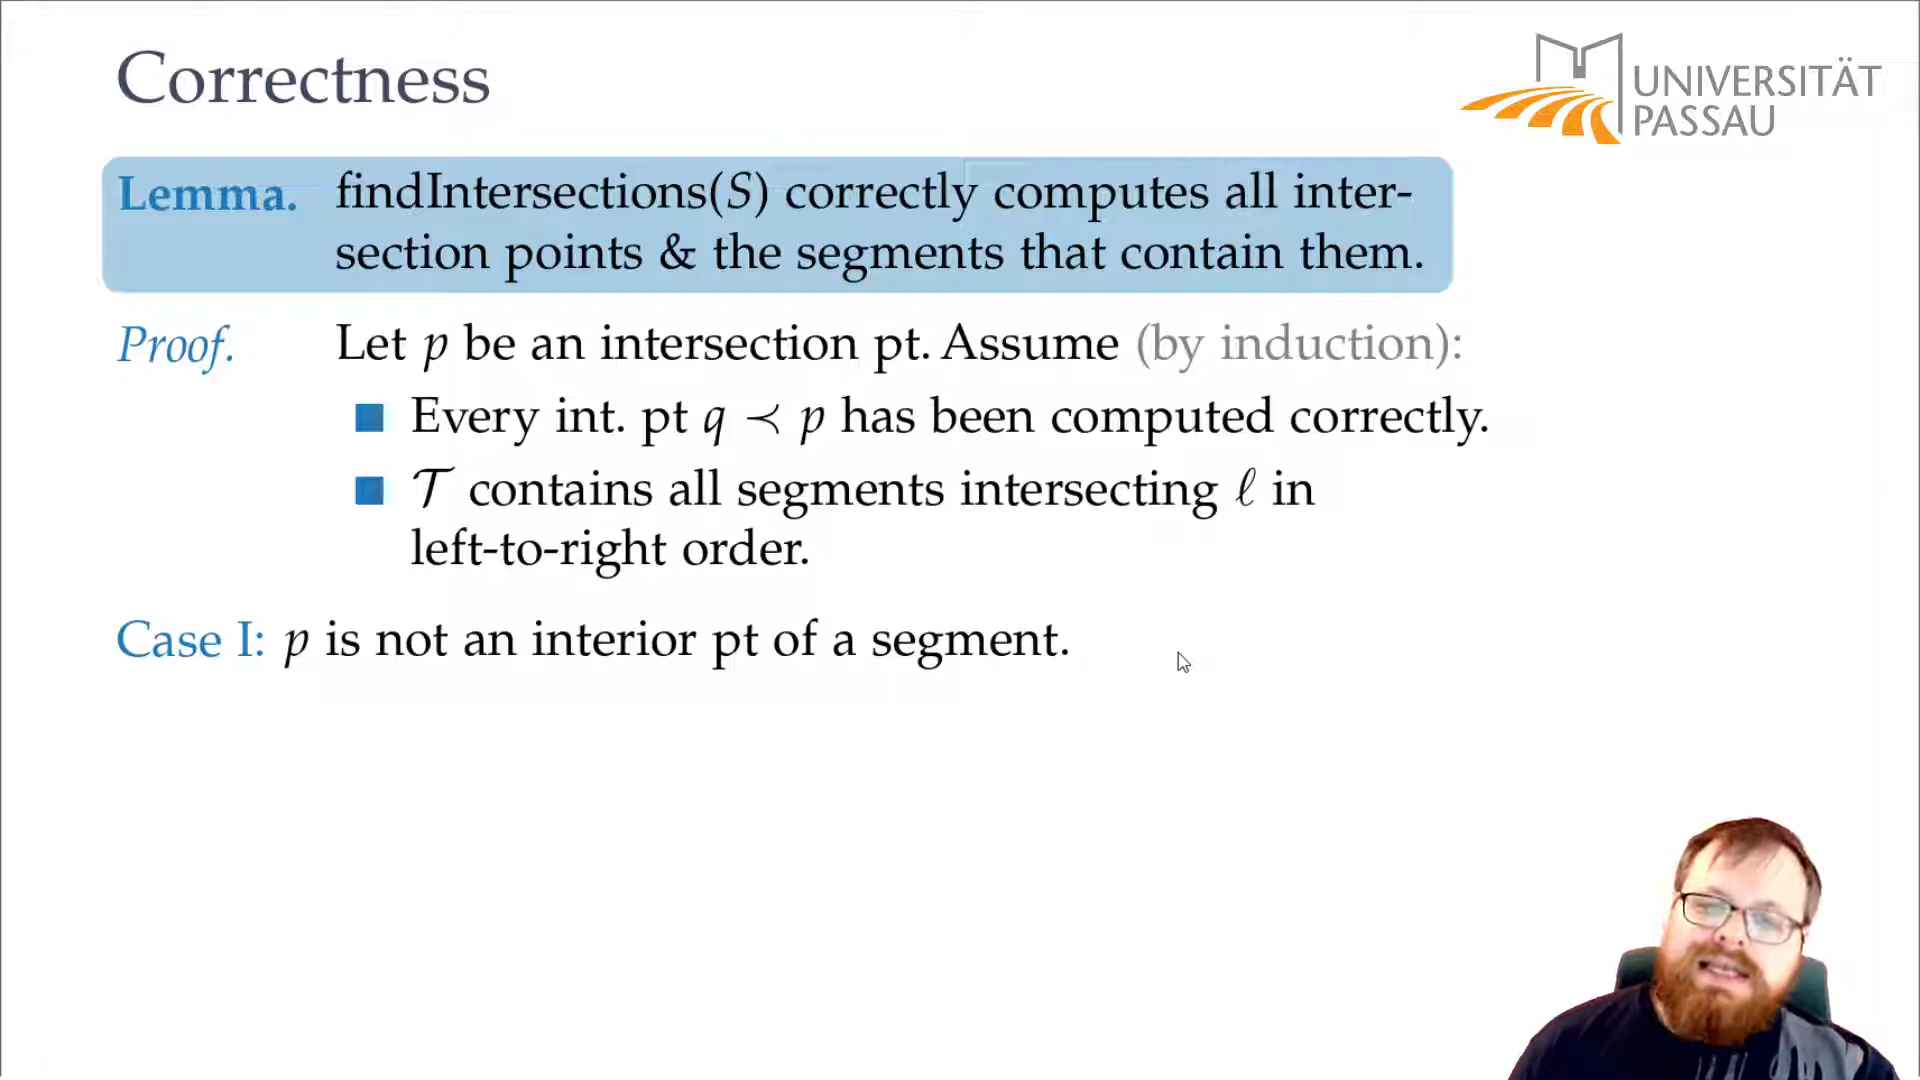 Correctness
UNIVERSITÄT
PASSAU
Lemma. findIntersections(S) correctly computes all inter-
section points & the segments that contain them.
Proof. Let p be an intersection pt. Assume (by induction):
Every int. pt q ≺ p has been computed correctly.
𝒯 contains all segments intersecting ℓ in
left-to-right order.
Case I: p is not an interior pt of a segment.